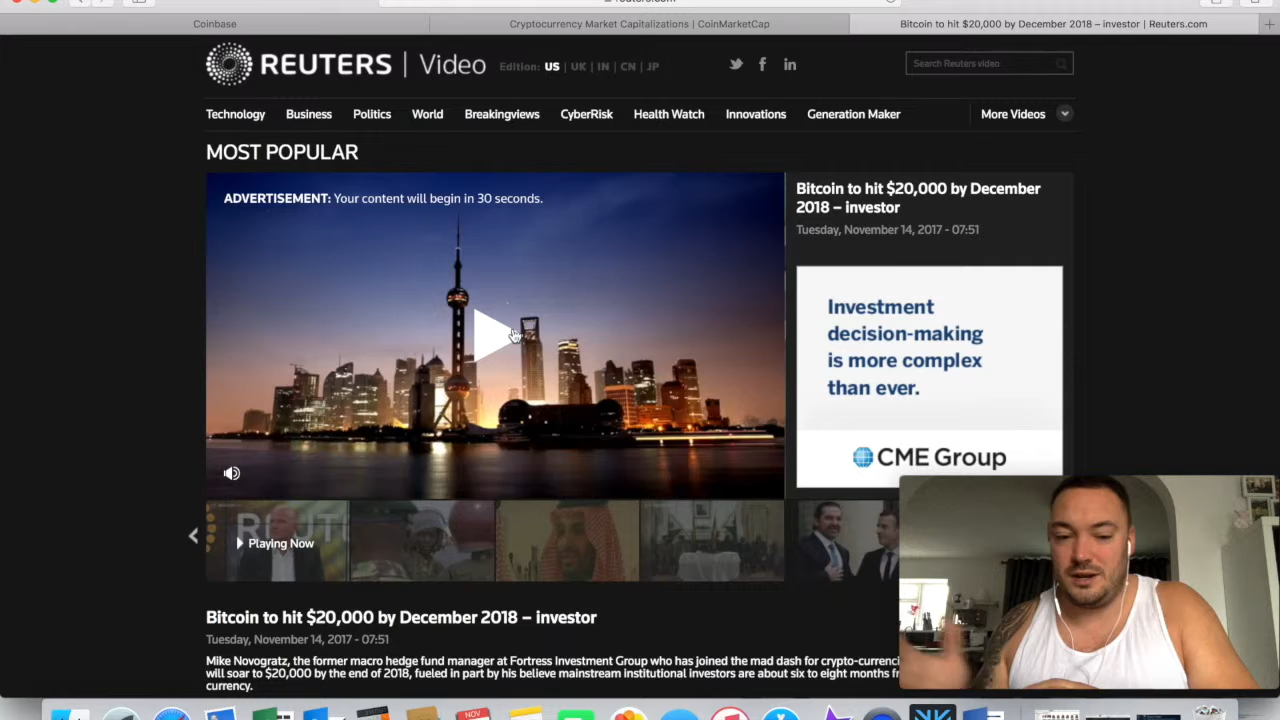 Coinbase
Cryptocurrency Market Capitalizations | CoinMarketCap
Bitcoin to hit $20,000 by December 2018 – investor | Reuters.com
REUTERS | Video
Edition: US | UK | IN | CN | JP
Search Reuters video
Technology Business Politics World Breakingviews CyberRisk Health Watch Innovations Generation Maker More Videos
MOST POPULAR
ADVERTISEMENT: Your content will begin in 30 seconds.
Bitcoin to hit $20,000 by December
2018 – investor
Tuesday, November 14, 2017 - 07:51
Investment
decision-making
is more complex
than ever.
CME Group
Playing Now
Bitcoin to hit $20,000 by December 2018 – investor
Tuesday, November 14, 2017 - 07:51
Mike Novogratz, the former macro hedge fund manager at Fortress Investment Group who has joined the mad dash for crypto-currenci
will soar to $20,000 by the end of 2018, fueled in part by his believe mainstream institutional investors are about six to eight months fr
currency.
NOV